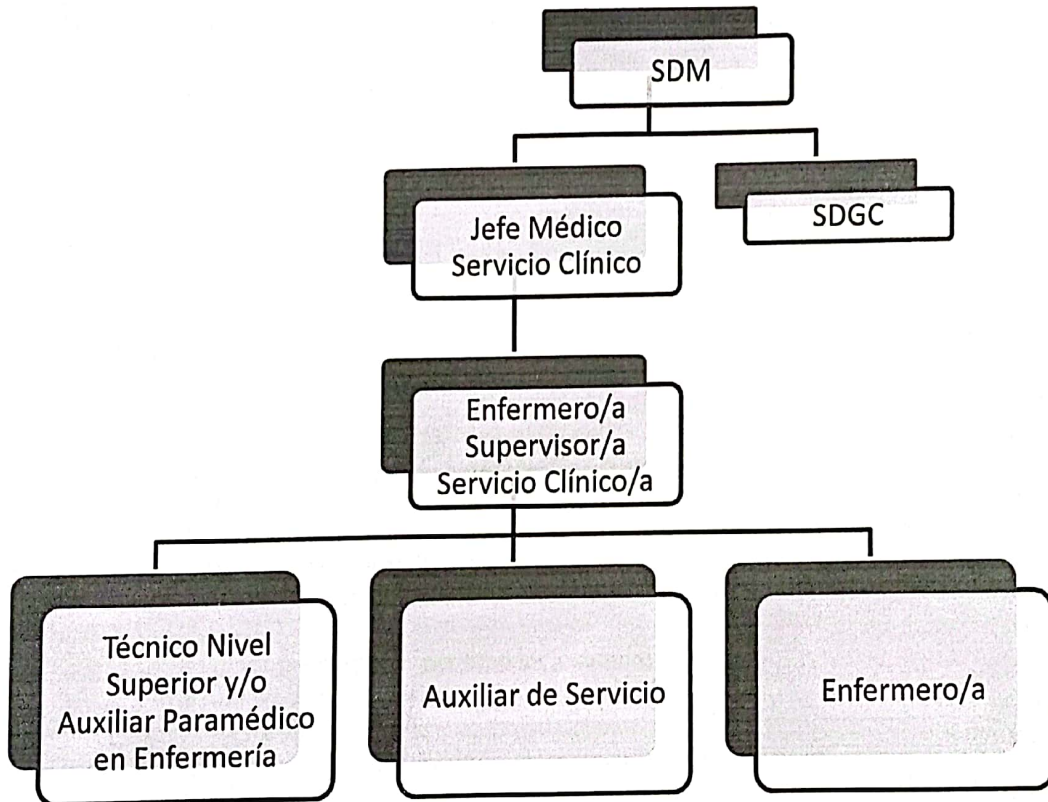 SDM
Jefe Médico
Servicio Clínico
SDGC
Enfermero/a
Supervisor/a
Servicio Clínico/a
Técnico Nivel
Superior y/o
Auxiliar Paramédico
en Enfermería
Auxiliar de Servicio
Enfermero/a